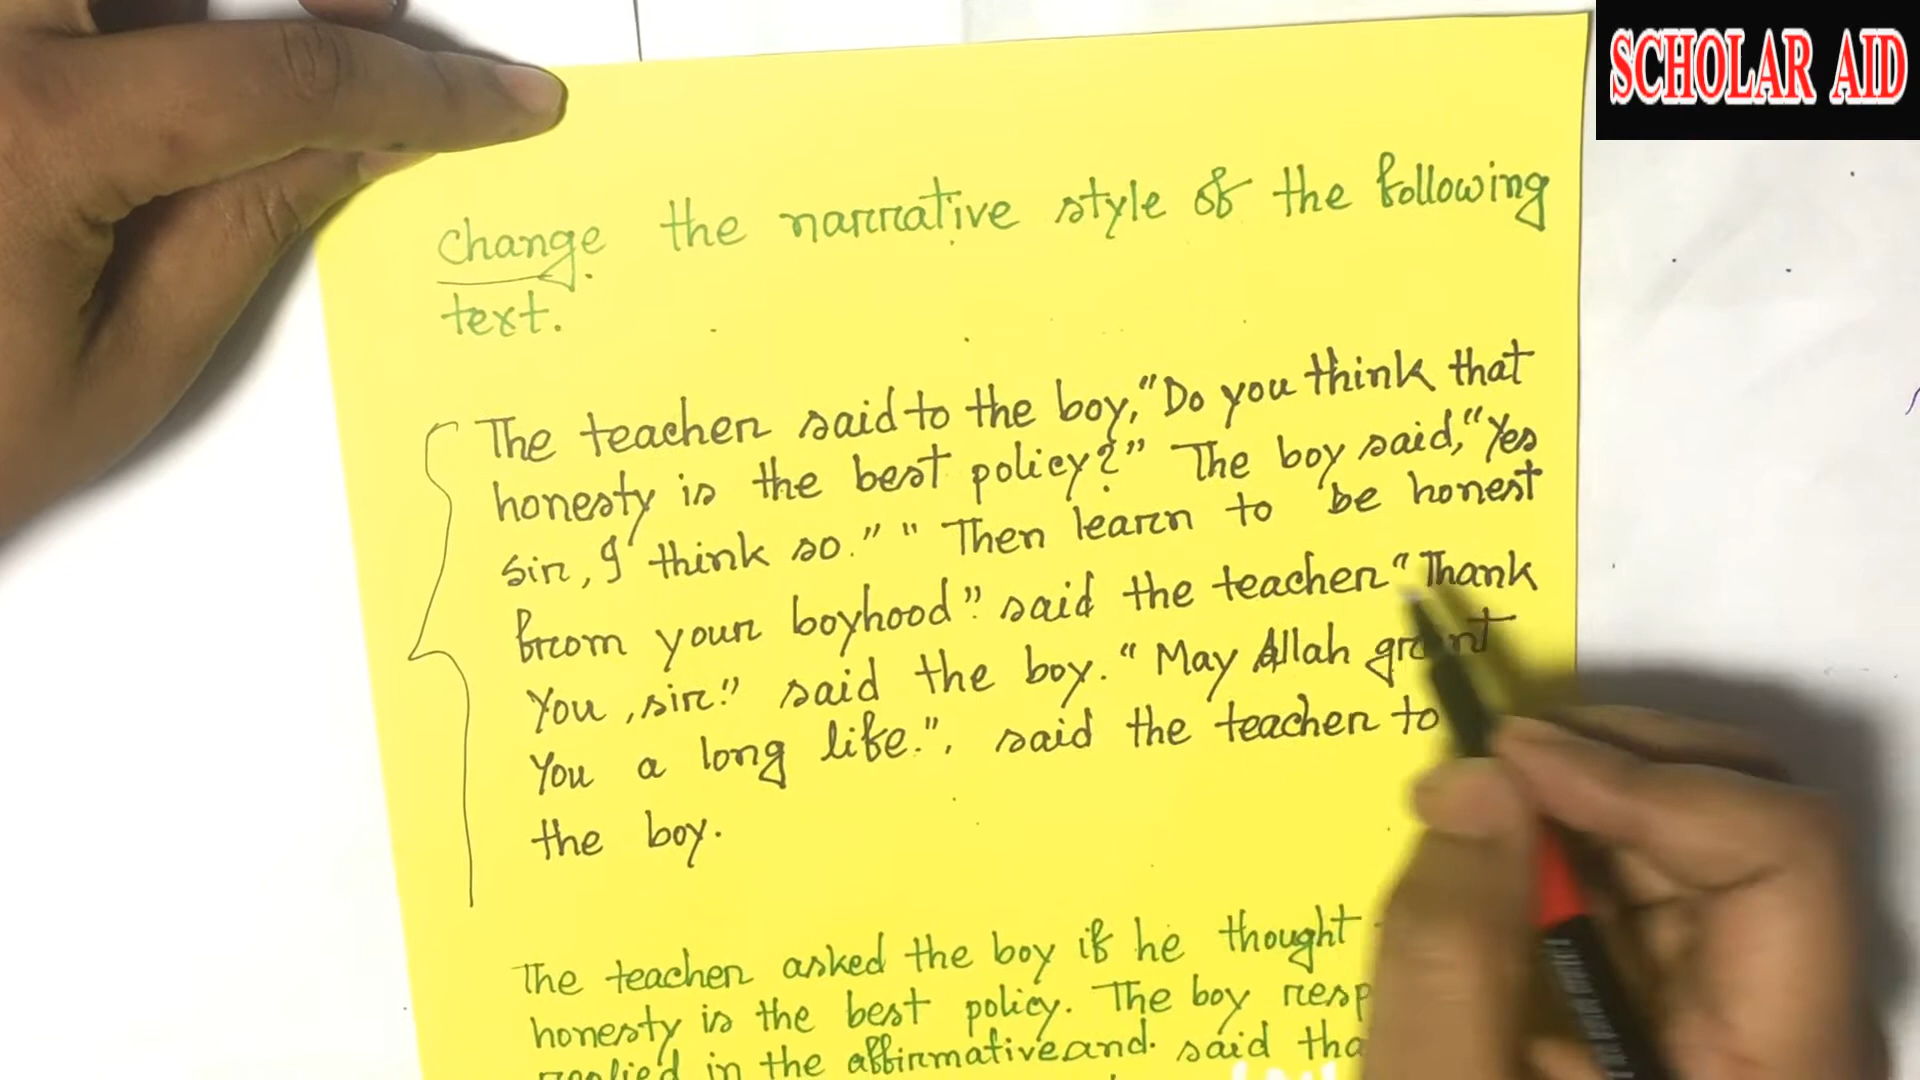 SCHOLAR AID
Change the narrative style of the following
text.
The teacher said to the boy, "Do you think that
honesty is the best policy?" The boy said, "Yes
sir, I think so." "Then learn to be honest
from your boyhood". said the teacher "Thank
You, sir." said the boy. "May Allah grant
You a long life.", said the teacher to
the boy.
The teacher asked the boy if he thought
honesty is the best policy. The boy resp
replied in the affirmative and. said tha